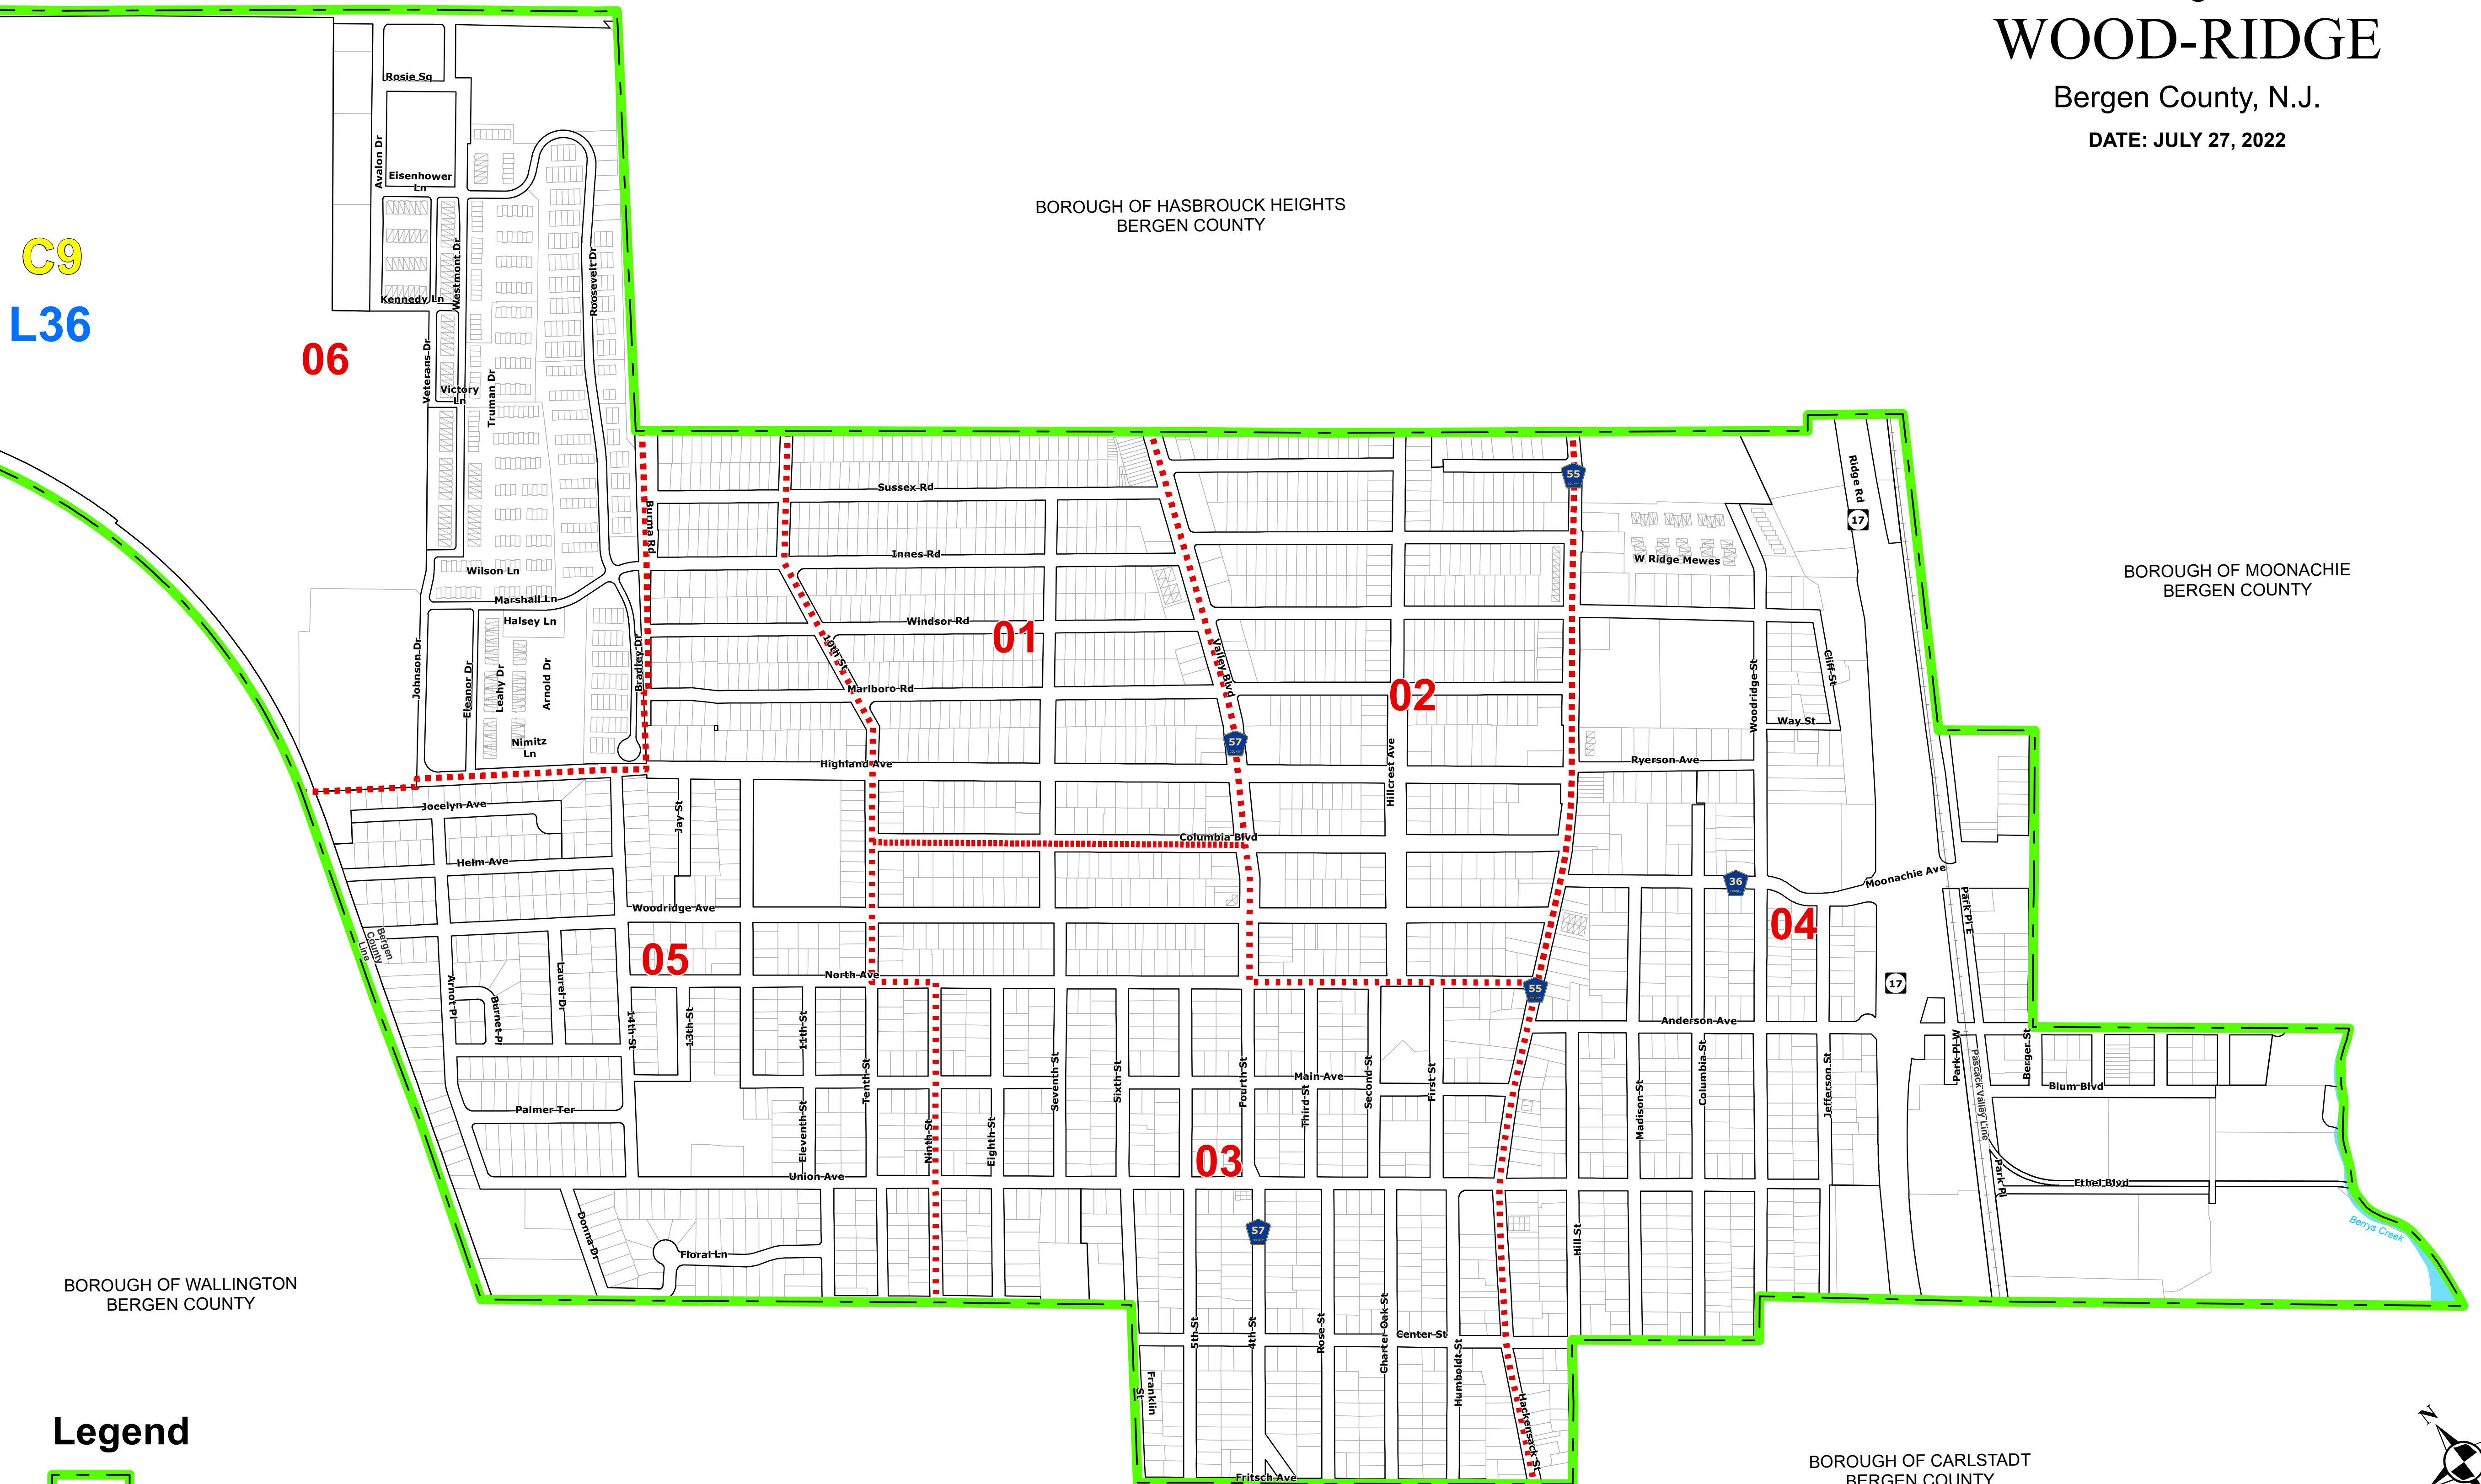 WOOD-RIDGE
Bergen County, N.J.
DATE: JULY 27, 2022
BOROUGH OF HASBROUCK HEIGHTS
BERGEN COUNTY
BOROUGH OF MOONACHIE
BERGEN COUNTY
BOROUGH OF WALLINGTON
BERGEN COUNTY
BOROUGH OF CARLSTADT
BERGEN COUNTY
C9
L36
06
01
02
04
05
03
Rosie Sq
Avalon Dr
Eisenhower
Ln
Westmont Dr
Roosevelt Dr
Kennedy Ln
Veterans Dr
Victory
Ln
Truman Dr
Wilson Ln
Marshall Ln
Halsey Ln
Johnson Dr
Eleanor Dr
Leahy Dr
Arnold Dr
Bradley Dr
Nimitz
Ln
Burma Rd
Sussex Rd
Innes Rd
Windsor Rd
10th St
Marlboro Rd
Highland Ave
Valley Blvd
57
55
Hillcrest Ave
Columbia Blvd
Ridge Rd
17
W Ridge Mewes
Cliff St
Woodridge St
Way St
Ryerson Ave
36
Moonachie Ave
Park Pl E
Jocelyn Ave
Jay St
Helm Ave
Woodridge Ave
Bergen
County
Line
Arnot Pl
Burnet Pl
Laurel Dr
14th St
13th St
11th St
North Ave
55
17
Anderson Ave
Park Pl W
Pascack Valley Line
Berger St
Blum Blvd
Palmer Ter
Eleventh St
Tenth St
Ninth St
Eighth St
Seventh St
Sixth St
Fourth St
Main Ave
Third St
Second St
First St
Madison St
Columbia St
Jefferson St
Union Ave
Park Pl
Ethel Blvd
Berrys Creek
Donna Dr
Floral Ln
57
Hill St
5th St
4th St
Rose St
Charter Oak St
Center St
Humboldt St
Franklin
St
Hackensack St
Fritsch Ave
Legend
N